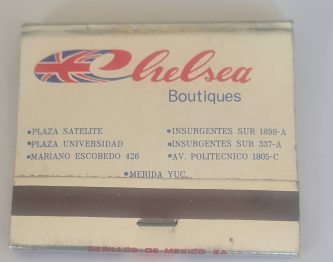 Chelsea
Boutiques
•PLAZA SATELITE
•PLAZA UNIVERSIDAD
•MARIANO ESCOBEDO 426
•INSURGENTES SUR 1898-A
•INSURGENTES SUR 337-A
•AV. POLITECNICO 1805-C
•MERIDA YUC.
CERILLOS DE MEXICO SA